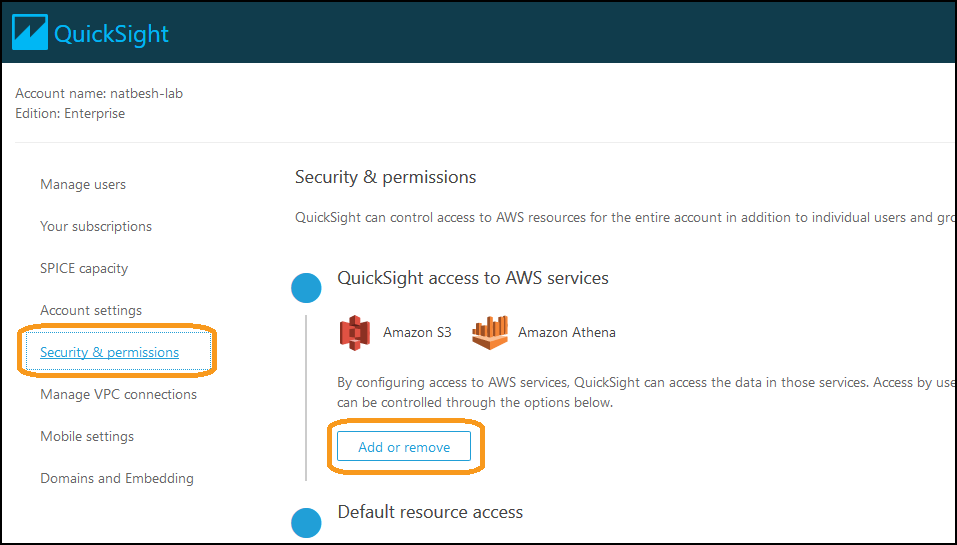 QuickSight
Account name: natbesh-lab
Edition: Enterprise
Manage users
Your subscriptions
SPICE capacity
Account settings
Security & permissions
Manage VPC connections
Mobile settings
Domains and Embedding
Security & permissions
QuickSight can control access to AWS resources for the entire account in addition to individual users and gro
QuickSight access to AWS services
Amazon S3
Amazon Athena
By configuring access to AWS services, QuickSight can access the data in those services. Access by use
can be controlled through the options below.
Add or remove
Default resource access